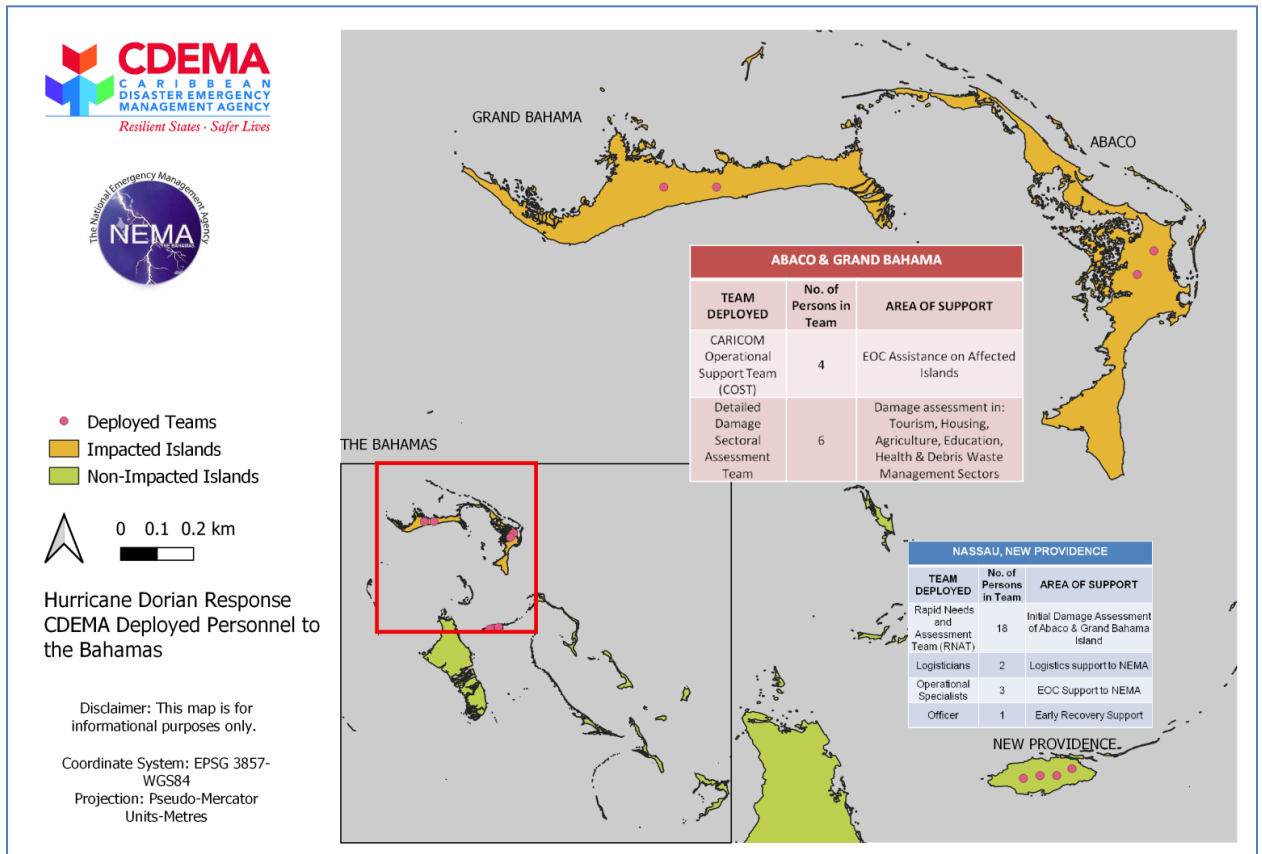 CDEMA
CARIBBEAN
DISASTER EMERGENCY
MANAGEMENT AGENCY
Resilient States · Safer Lives
The National Emergency Management Agency
NEMA
THE BAHAMAS
Deployed Teams
Impacted Islands
Non-Impacted Islands
0 0.1 0.2 km
Hurricane Dorian Response
CDEMA Deployed Personnel to
the Bahamas
Disclaimer: This map is for
informational purposes only.
Coordinate System: EPSG 3857-
WGS84
Projection: Pseudo-Mercator
Units-Metres
GRAND BAHAMA
ABACO
ABACO & GRAND BAHAMA
TEAM
DEPLOYED
No. of
Persons in
Team
AREA OF SUPPORT
CARICOM
Operational
Support Team
(COST)
4
EOC Assistance on Affected
Islands
Detailed
Damage
Sectoral
Assessment
Team
6
Damage assessment in:
Tourism, Housing,
Agriculture, Education,
Health & Debris Waste
Management Sectors
THE BAHAMAS
NASSAU, NEW PROVIDENCE
TEAM
DEPLOYED
No. of
Persons
in Team
AREA OF SUPPORT
Rapid Needs
and
Assessment
Team (RNAT)
18
Initial Damage Assessment
of Abaco & Grand Bahama
Island
Logisticians
2
Logistics support to NEMA
Operational
Specialists
3
EOC Support to NEMA
Officer
1
Early Recovery Support
NEW PROVIDENCE